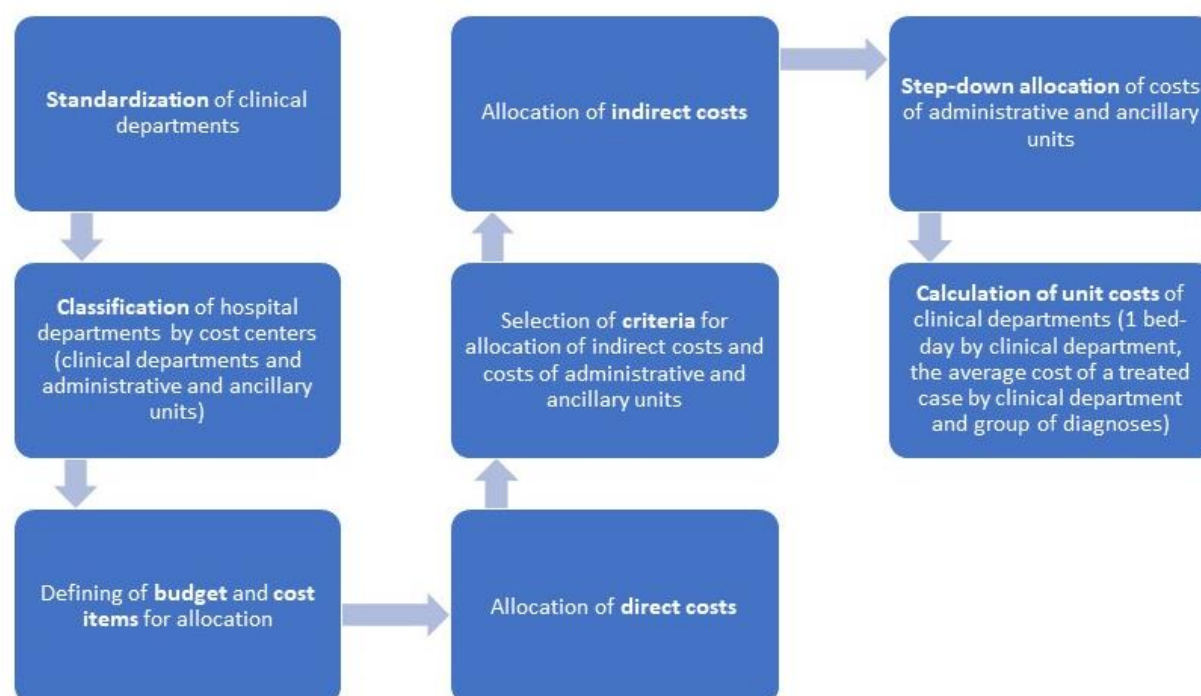 Standardization of clinical
departments
Classification of hospital
departments by cost centers
(clinical departments and
administrative and ancillary
units)
Defining of budget and cost
items for allocation
Allocation of direct costs
Selection of criteria for
allocation of indirect costs and
costs of administrative and
ancillary units
Allocation of indirect costs
Step-down allocation of costs
of administrative and ancillary
units
Calculation of unit costs of
clinical departments (1 bed-
day by clinical department,
the average cost of a treated
case by clinical department
and group of diagnoses)